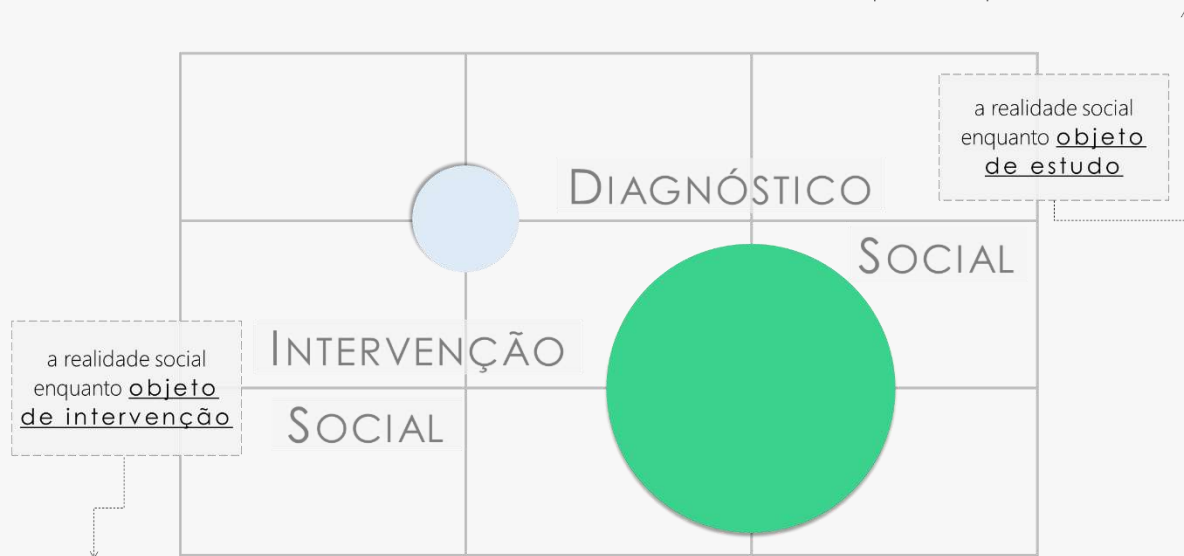 a realidade social
enquanto objeto
de estudo
DIAGNÓSTICO
SOCIAL
INTERVENÇÃO
SOCIAL
a realidade social
enquanto objeto
de intervenção